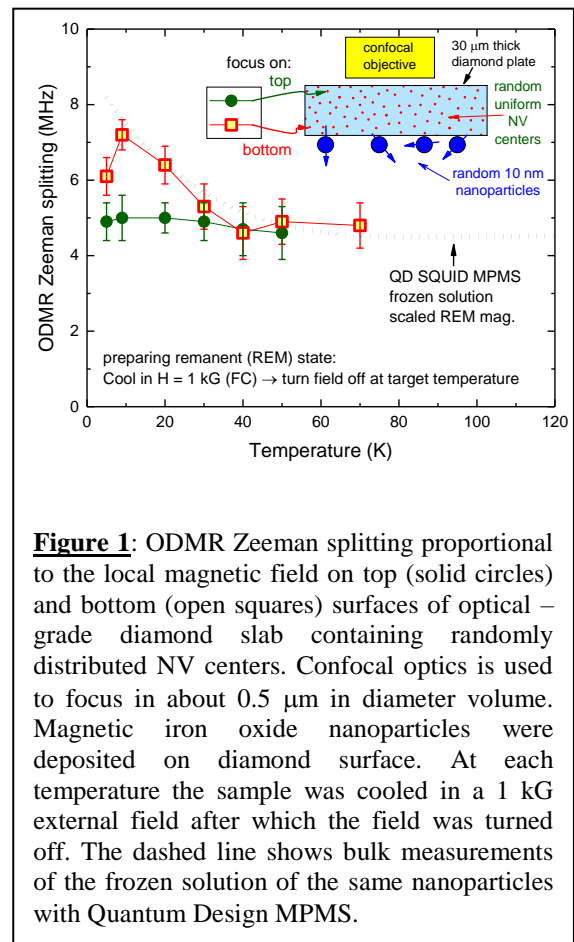 confocal
objective
30 μm thick
diamond plate
focus on:
top
bottom
random
uniform
NV
centers
random 10 nm
nanoparticles
QD SQUID MPMS
frozen solution
scaled REM mag.
preparing remanent (REM) state:
Cool in H = 1 kG (FC) → turn field off at target temperature
10
8
6
4
2
0
ODMR Zeeman splitting (MHz)
0 20 40 60 80 100 120
Temperature (K)
Figure 1: ODMR Zeeman splitting proportional
to the local magnetic field on top (solid circles)
and bottom (open squares) surfaces of optical –
grade diamond slab containing randomly
distributed NV centers. Confocal optics is used
to focus in about 0.5 μm in diameter volume.
Magnetic iron oxide nanoparticles were
deposited on diamond surface. At each
temperature the sample was cooled in a 1 kG
external field after which the field was turned
off. The dashed line shows bulk measurements
of the frozen solution of the same nanoparticles
with Quantum Design MPMS.